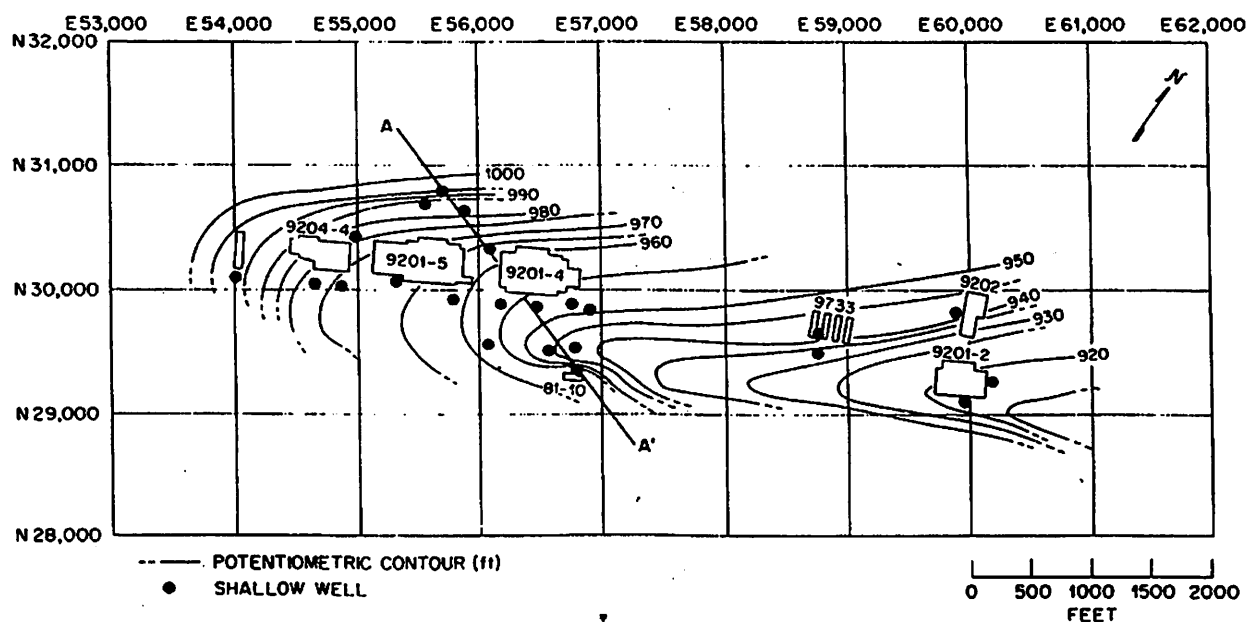 E53,000 E54,000 E55,000 E56,000 E57,000 E58,000 E59,000 E60,000 E61,000 E62,000
N32,000
N
A
N31,000
1000
990
9204-4
980
970
960
9201-5
9201-4
950
N30,000
9202
9733
940
930
9201-2
920
81-10
N29,000
A'
N28,000
POTENTIOMETRIC CONTOUR (ft)
SHALLOW WELL
0 500 1000 1500 2000
FEET